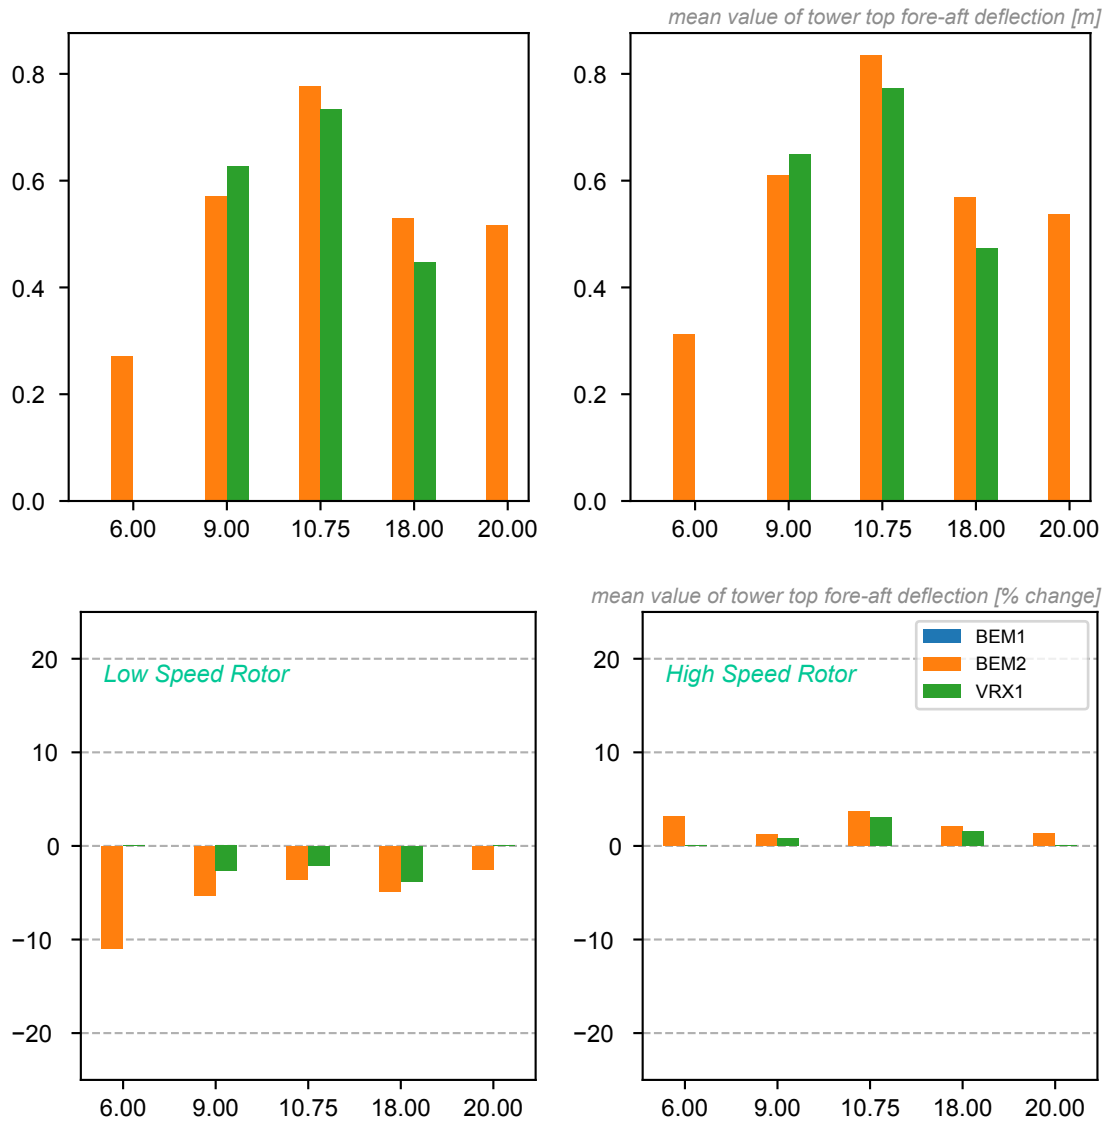 mean value of tower top fore-aft deflection [m]
0.8
0.6
0.4
0.2
0.0
6.00 9.00 10.75 18.00 20.00
0.8
0.6
0.4
0.2
0.0
6.00 9.00 10.75 18.00 20.00
mean value of tower top fore-aft deflection [% change]
Low Speed Rotor
20
10
0
−10
−20
6.00 9.00 10.75 18.00 20.00
High Speed Rotor
BEM1
BEM2
VRX1
20
10
0
−10
−20
6.00 9.00 10.75 18.00 20.00